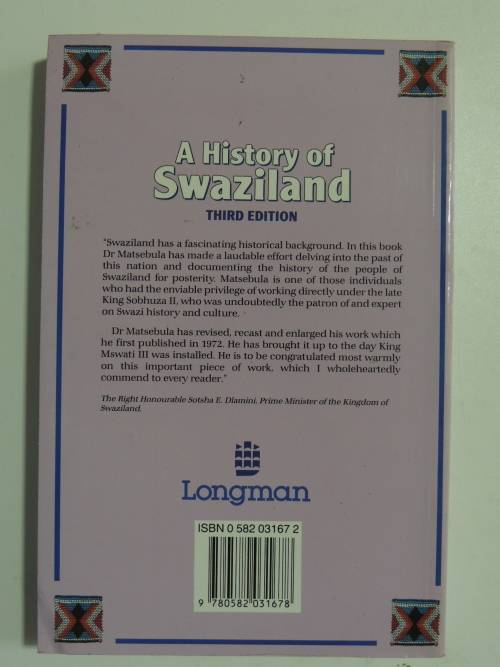 A History of
Swaziland
THIRD EDITION
"Swaziland has a fascinating historical background. In this book
Dr Matsebula has made a laudable effort delving into the past of
this nation and documenting the history of the people of
Swaziland for posterity. Matsebula is one of those individuals
who had the enviable privilege of working directly under the late
King Sobhuza II, who was undoubtedly the patron of and expert
on Swazi history and culture.
Dr Matsebula has revised, recast and enlarged his work which
he first published in 1972. He has brought it up to the day King
Mswati III was installed. He is to be congratulated most warmly
on this important piece of work, which I wholeheartedly
commend to every reader."
The Right Honourable Sotsha E. Dlamini, Prime Minister of the Kingdom of
Swaziland.
Longman
ISBN 0 582 03167 2
9 780582 031678